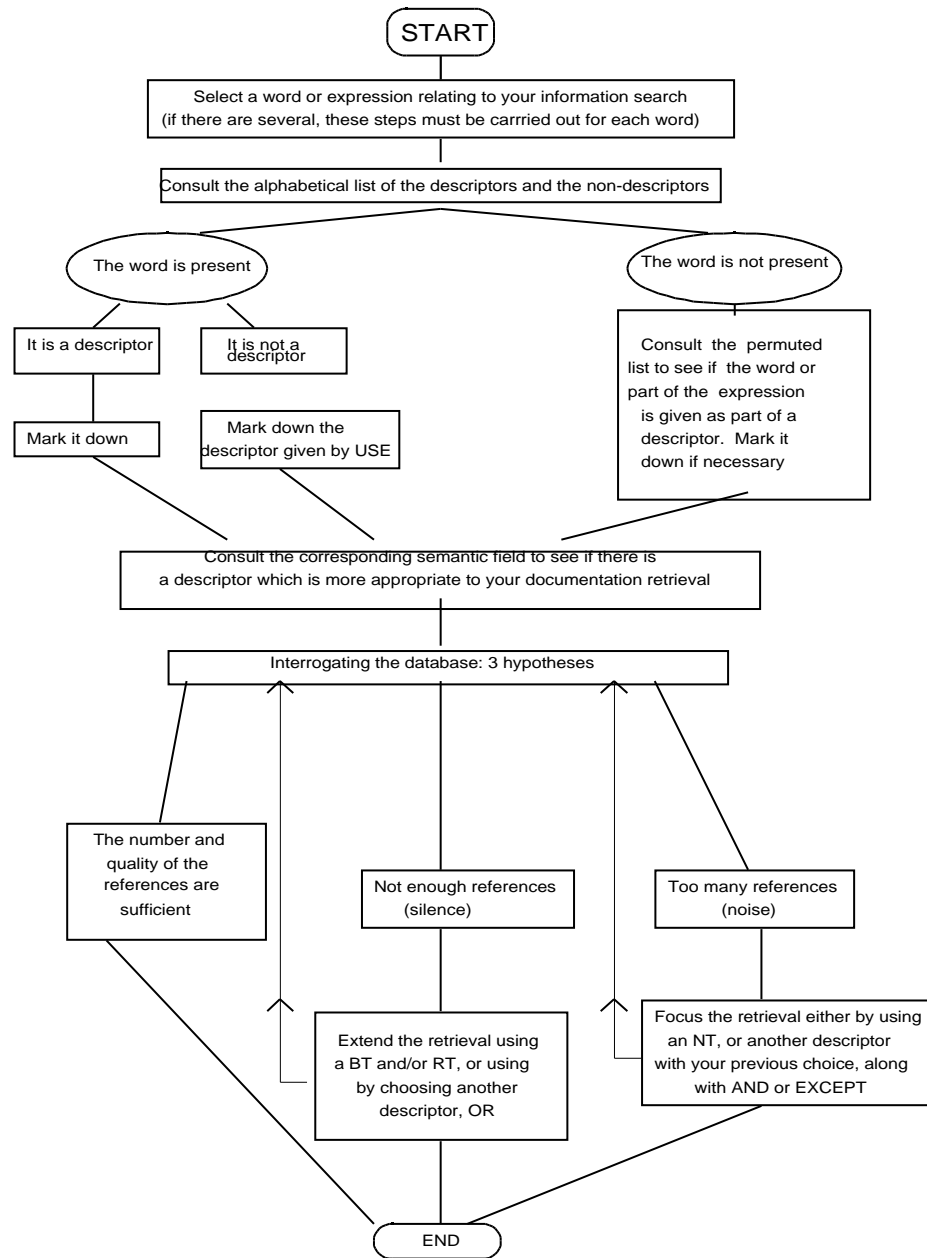 START
Select a word or expression relating to your information search
(if there are several, these steps must be carrried out for each word)
Consult the alphabetical list of the descriptors and the non-descriptors
The word is present
The word is not present
It is a descriptor
It is not a
descriptor
Consult the permuted
list to see if the word or
part of the expression
is given as part of a
descriptor. Mark it
down if necessary
Mark it down
Mark down the
descriptor given by USE
Consult the corresponding semantic field to see if there is
a descriptor which is more appropriate to your documentation retrieval
Interrogating the database: 3 hypotheses
The number and
quality of the
references are
sufficient
Not enough references
(silence)
Too many references
(noise)
Extend the retrieval using
a BT and/or RT, or using
by choosing another
descriptor, OR
Focus the retrieval either by using
an NT, or another descriptor
with your previous choice, along
with AND or EXCEPT
END